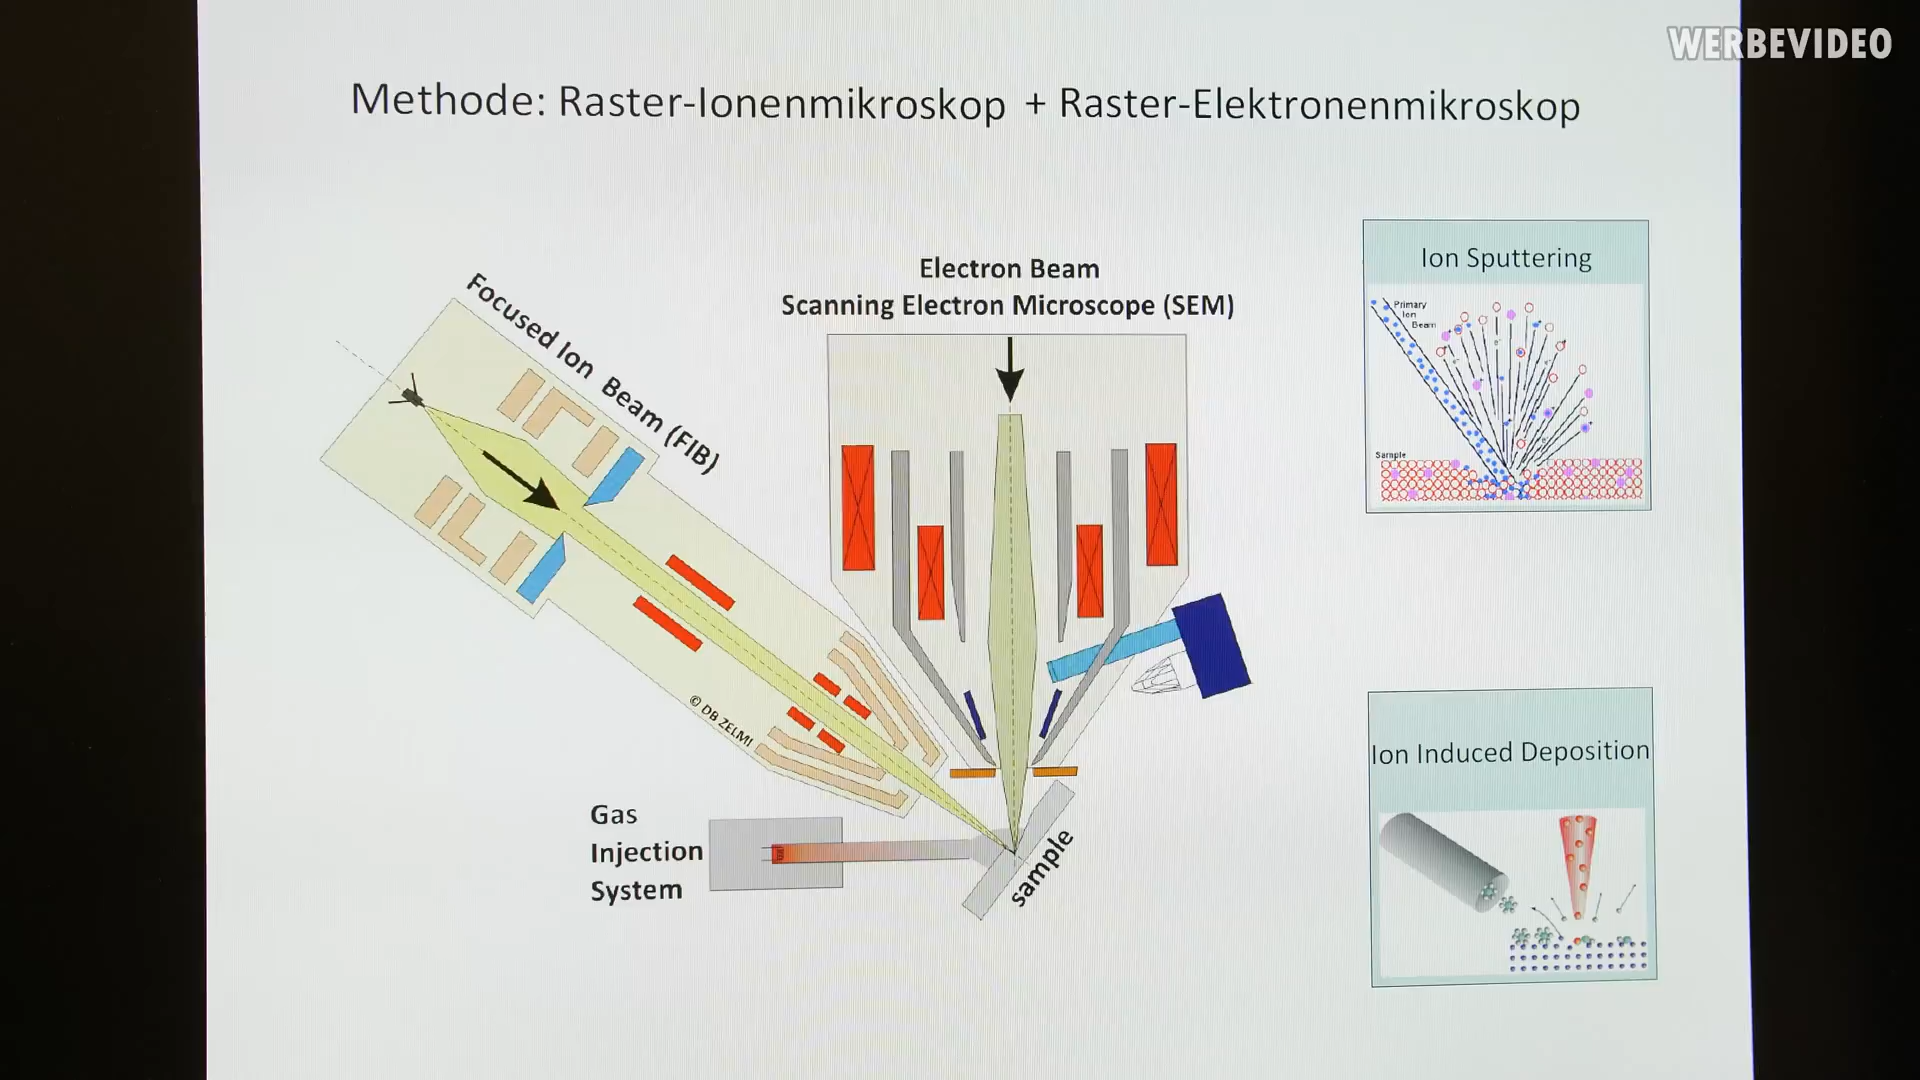 WERBEVIDEO
Methode: Raster-Ionenmikroskop + Raster-Elektronenmikroskop
Electron Beam
Scanning Electron Microscope (SEM)
Focused Ion Beam (FIB)
© DB ZELMI
Gas
Injection
System
sample
Ion Sputtering
Primary
Ion
Beam
Sample
Ion Induced Deposition